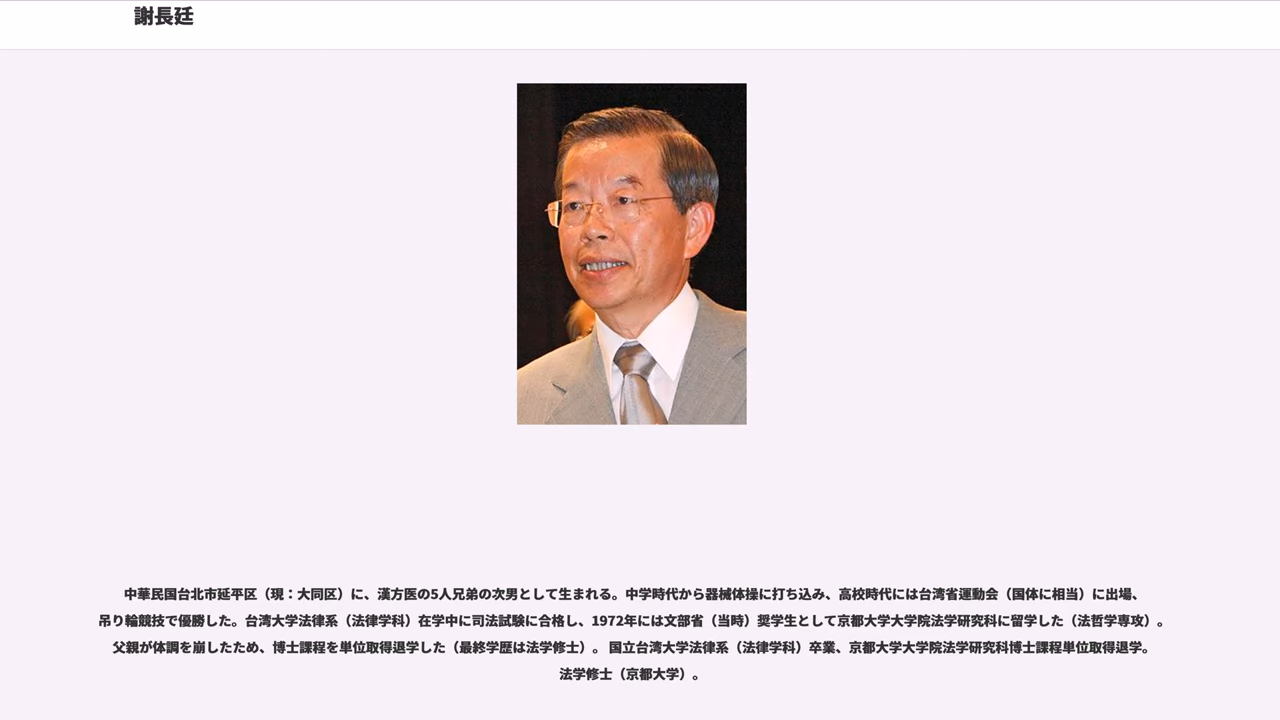 謝長廷
中華民国台北市延平区（現：大同区）に、漢方医の5人兄弟の次男として生まれる。中学時代から器械体操に打ち込み、高校時代には台湾省運動会（国体に相当）に出場、
吊り輪競技で優勝した。台湾大学法律系（法律学科）在学中に司法試験に合格し、1972年には文部省（当時）奨学生として京都大学大学院法学研究科に留学した（法哲学専攻）。
父親が体調を崩したため、博士課程を単位取得退学した（最終学歴は法学修士）。 国立台湾大学法律系（法律学科）卒業、京都大学大学院法学研究科博士課程単位取得退学。
法学修士（京都大学）。